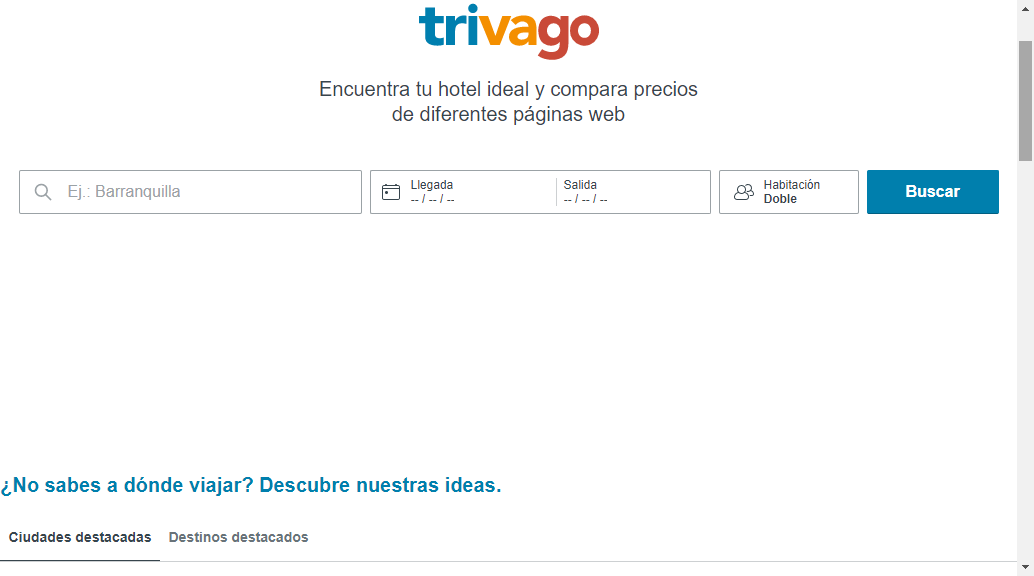 trivago
Encuentra tu hotel ideal y compara precios
de diferentes páginas web
Ej.: Barranquilla
Llegada
-- / -- / --
Salida
-- / -- / --
Habitación
Doble
Buscar
¿No sabes a dónde viajar? Descubre nuestras ideas.
Ciudades destacadas
Destinos destacados